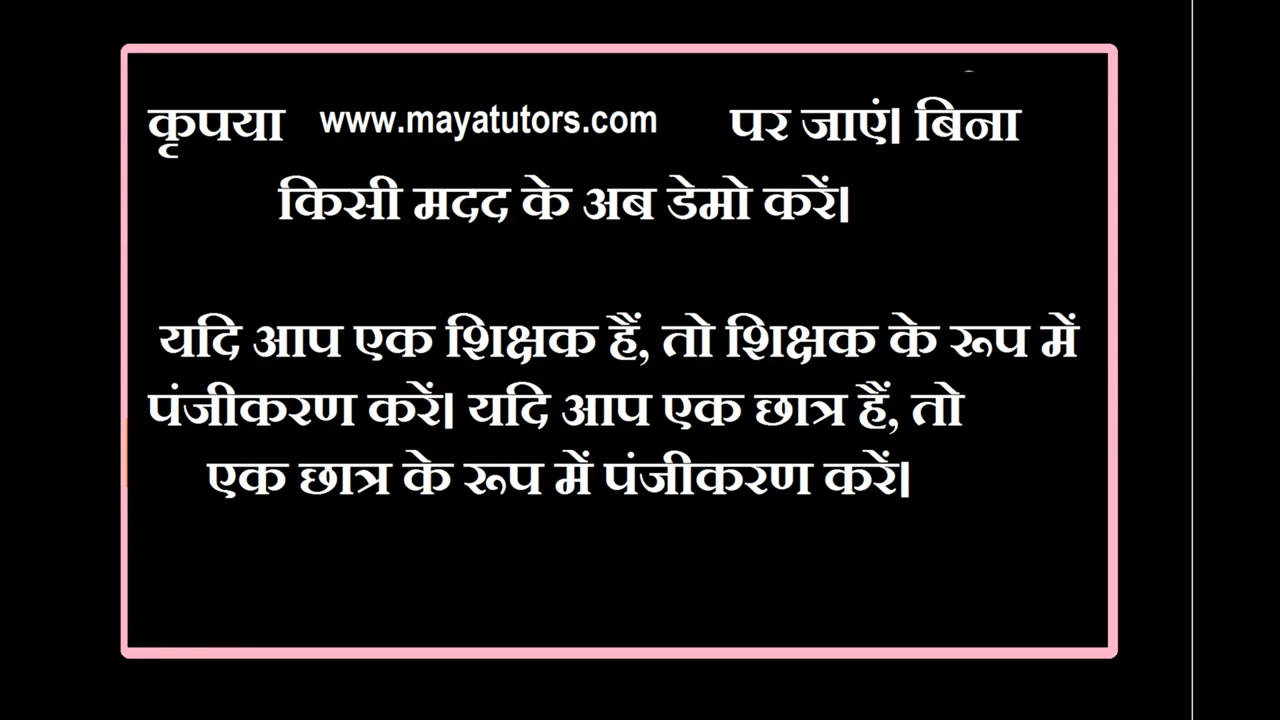 कृपया www.mayatutors.com पर जाएं। बिना
किसी मदद के अब डेमो करें।
यदि आप एक शिक्षक हैं, तो शिक्षक के रूप में
पंजीकरण करें। यदि आप एक छात्र हैं, तो
एक छात्र के रूप में पंजीकरण करें।